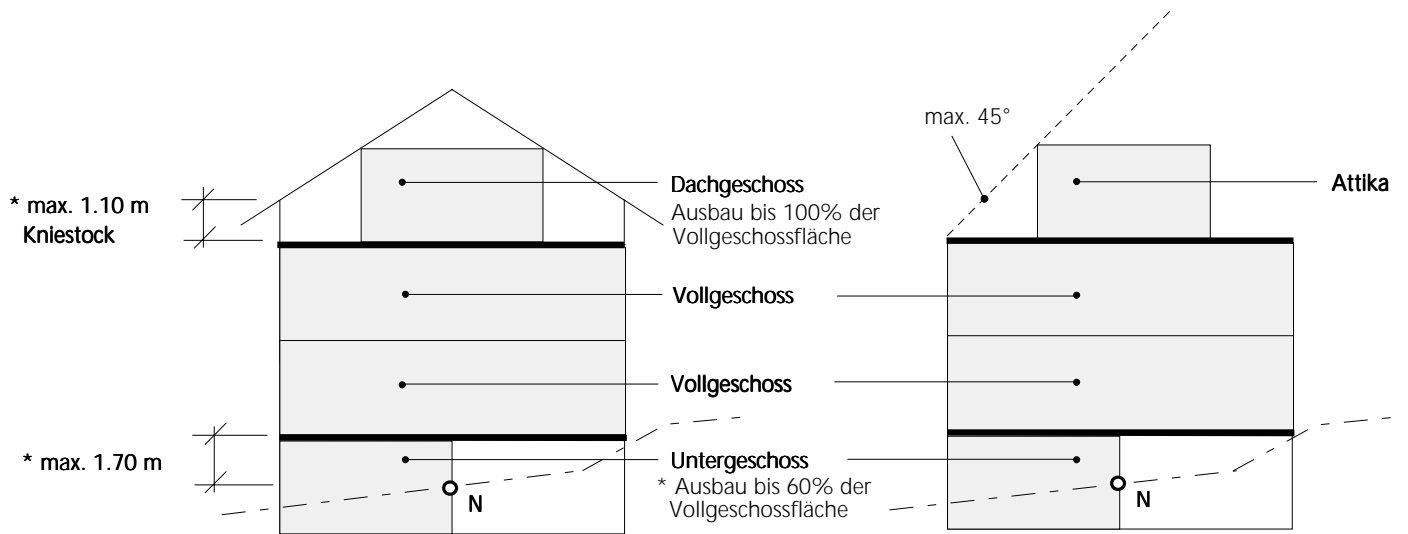 max. 45°
Dachgeschoss
Ausbau bis 100% der
Vollgeschossfläche
Attika
* max. 1.10 m
Kniestock
Vollgeschoss
Vollgeschoss
* max. 1.70 m
Untergeschoss
* Ausbau bis 60% der
Vollgeschossfläche
N
N